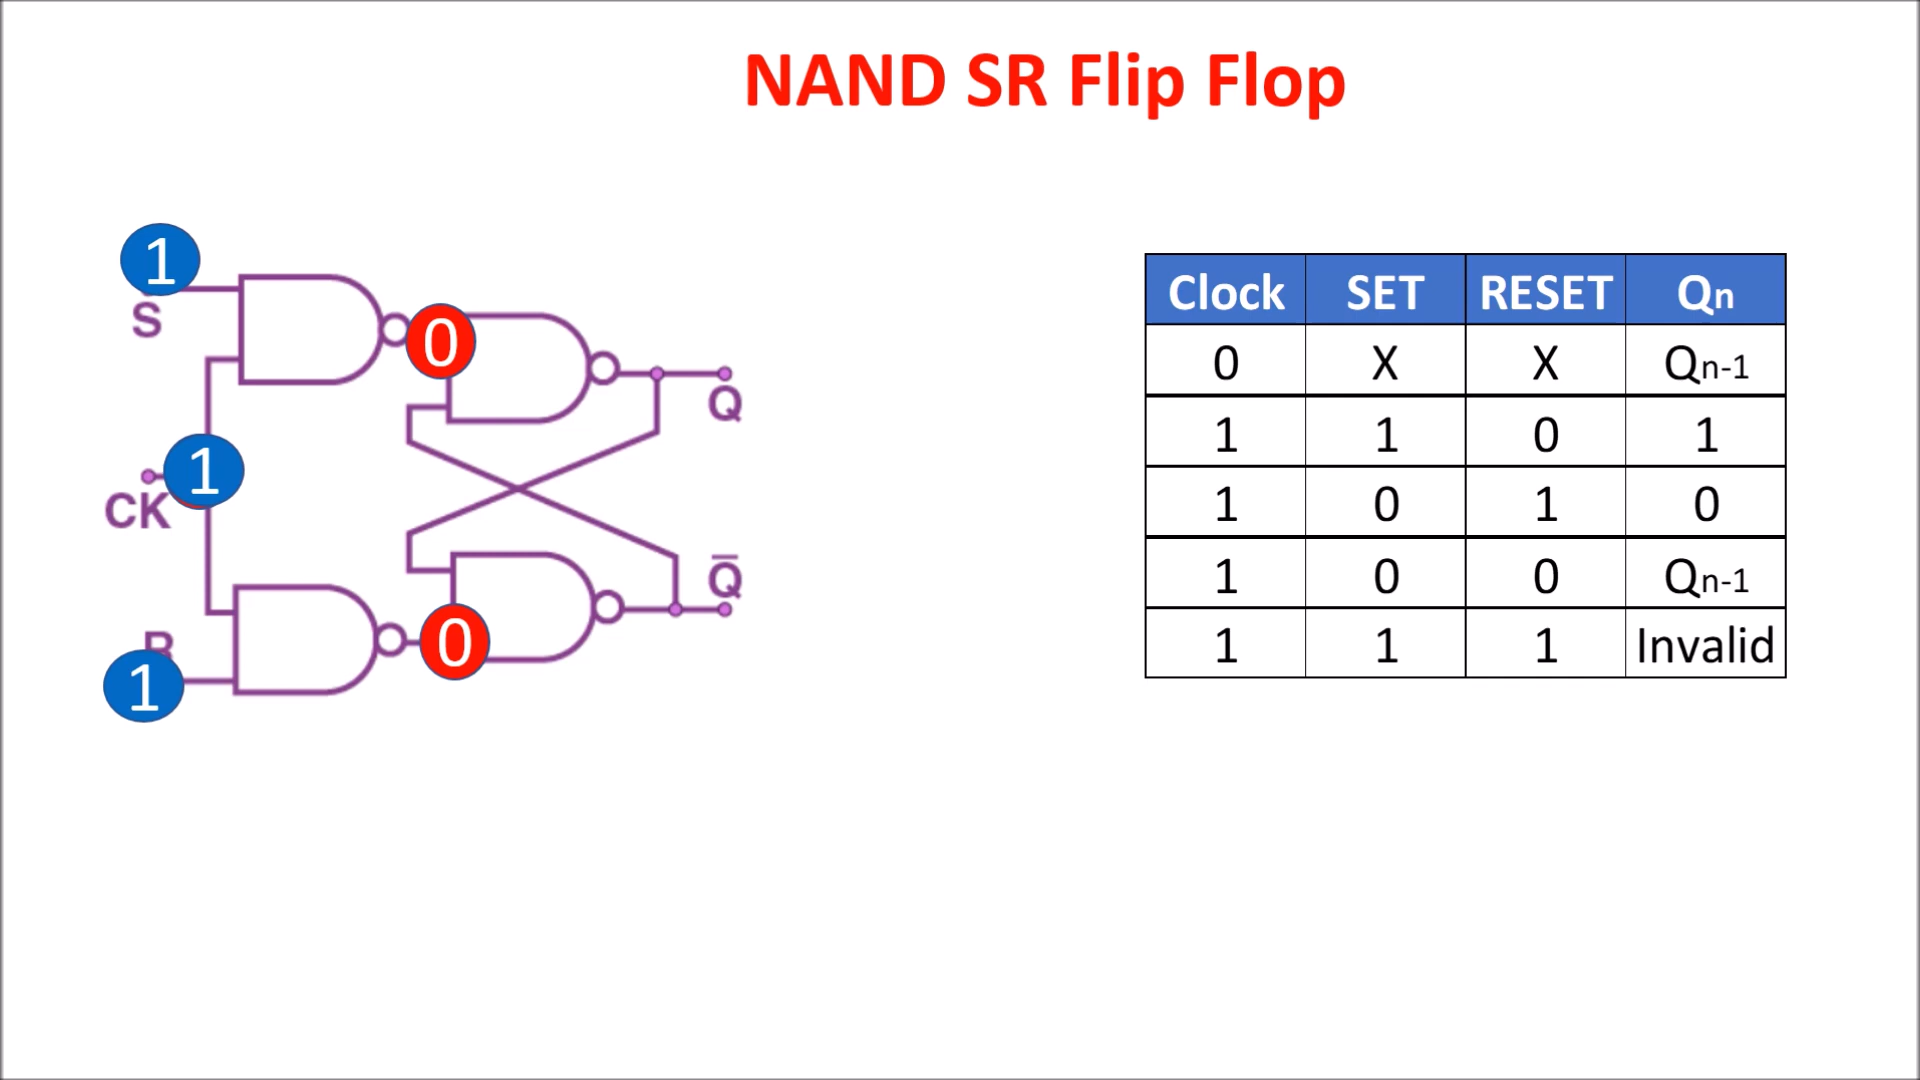 NAND SR Flip Flop
1
S
0
Q
1
CK
Q̅
R
0
1
Clock SET RESET Qn
0 X X Qn-1
1 1 0 1
1 0 1 0
1 0 0 Qn-1
1 1 1 Invalid